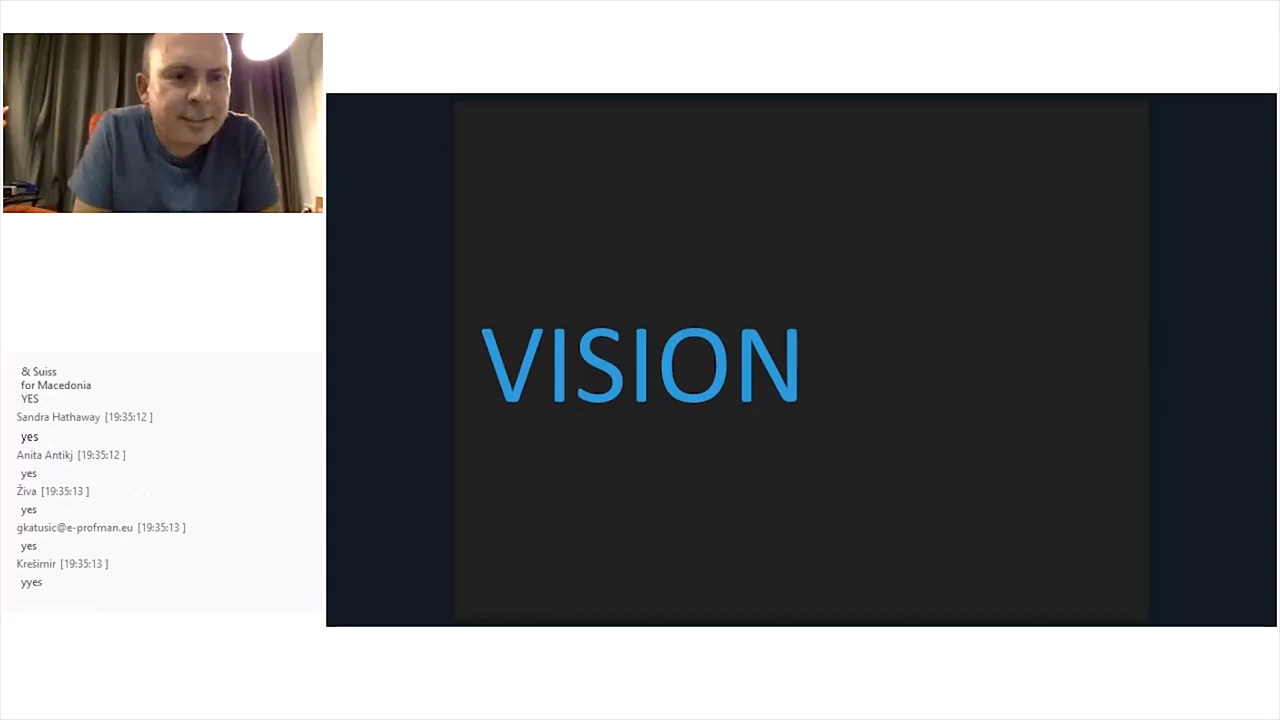 & Suiss
for Macedonia
YES
Sandra Hathaway [19:35:12 ]
yes
Anita Antikj [19:35:12 ]
yes
Živa [19:35:13 ]
yes
gkatusic@e-profman.eu [19:35:13 ]
yes
Krešimir [19:35:13 ]
yyes
VISION